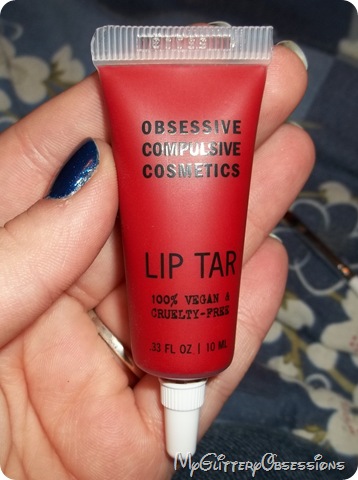 OBSESSIVE
COMPULSIVE
COSMETICS
LIP TAR
100% VEGAN &
CRUELTY-FREE
.33 FL OZ | 10 ML
MyGlitteryObsessions